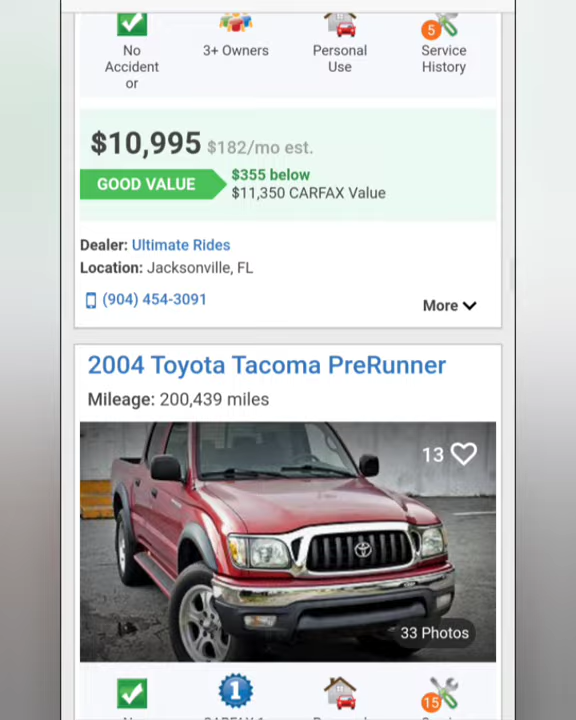 No
Accident
or
3+ Owners
Personal
Use
5
Service
History
$10,995 $182/mo est.
GOOD VALUE
$355 below
$11,350 CARFAX Value
Dealer: Ultimate Rides
Location: Jacksonville, FL
(904) 454-3091
More
2004 Toyota Tacoma PreRunner
Mileage: 200,439 miles
13
33 Photos
1
15